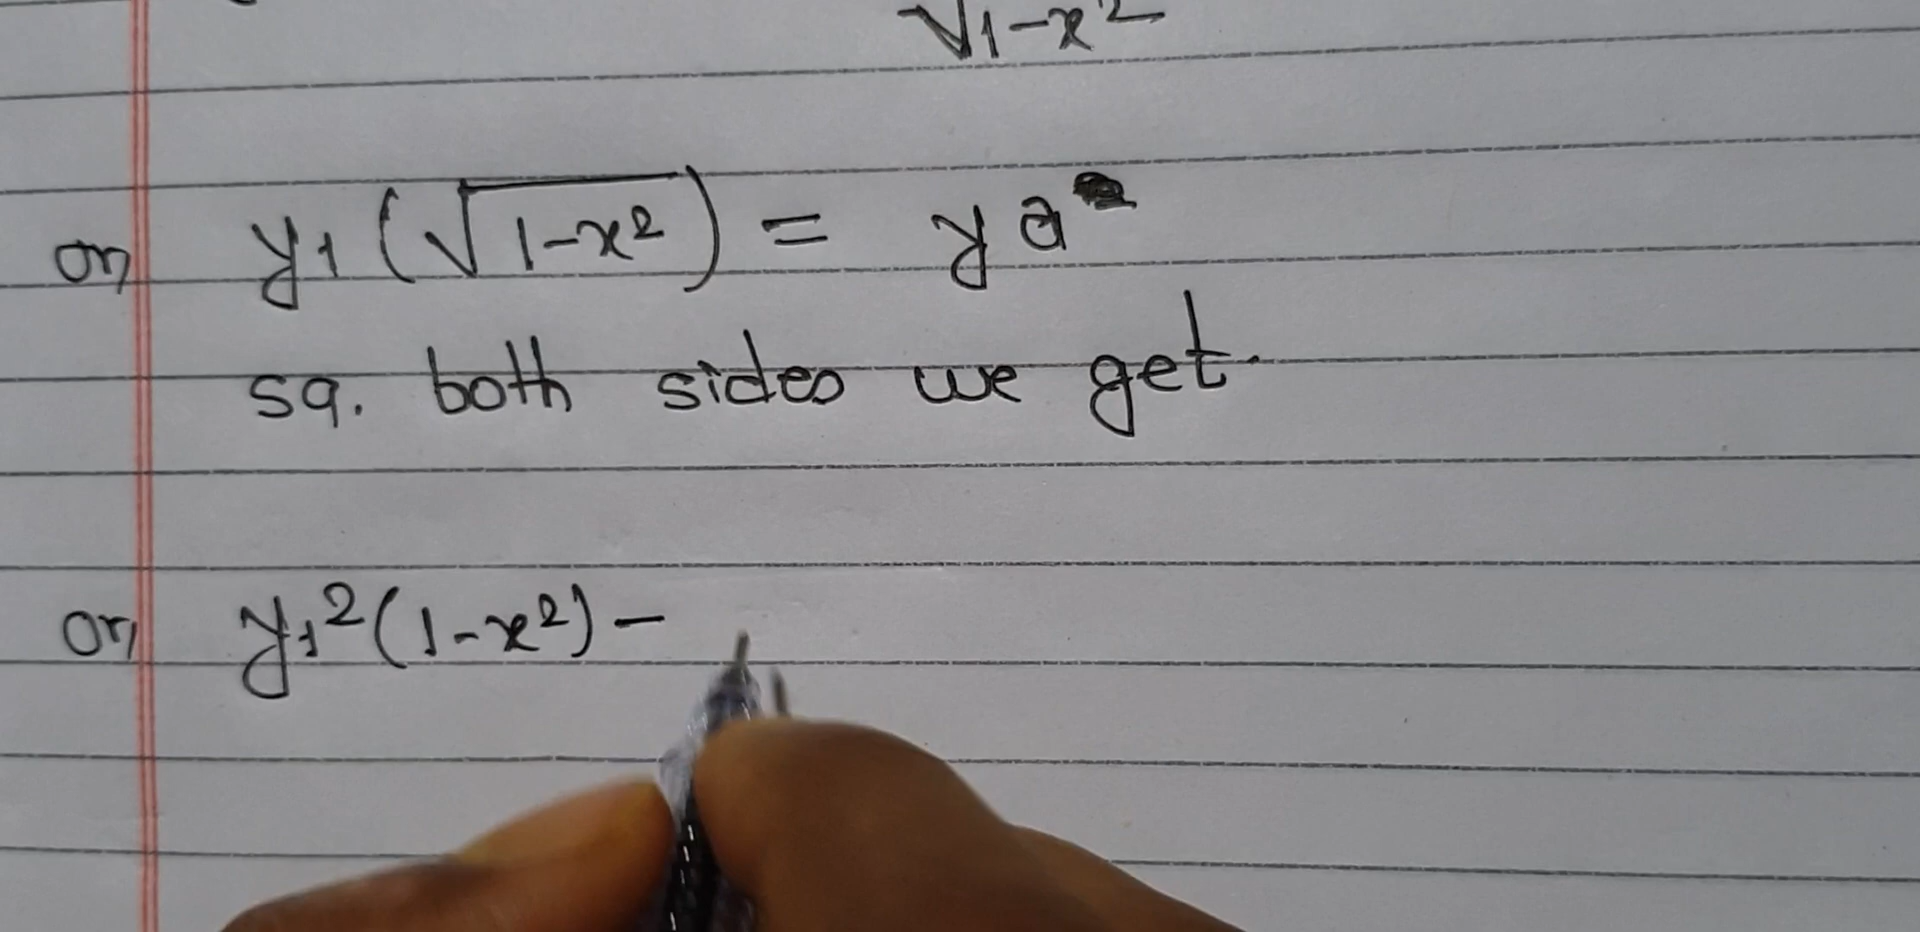 √1-x²
or y₁(√1-x²) = ya
sq. both sides we get.
or y₁²(1-x²) -